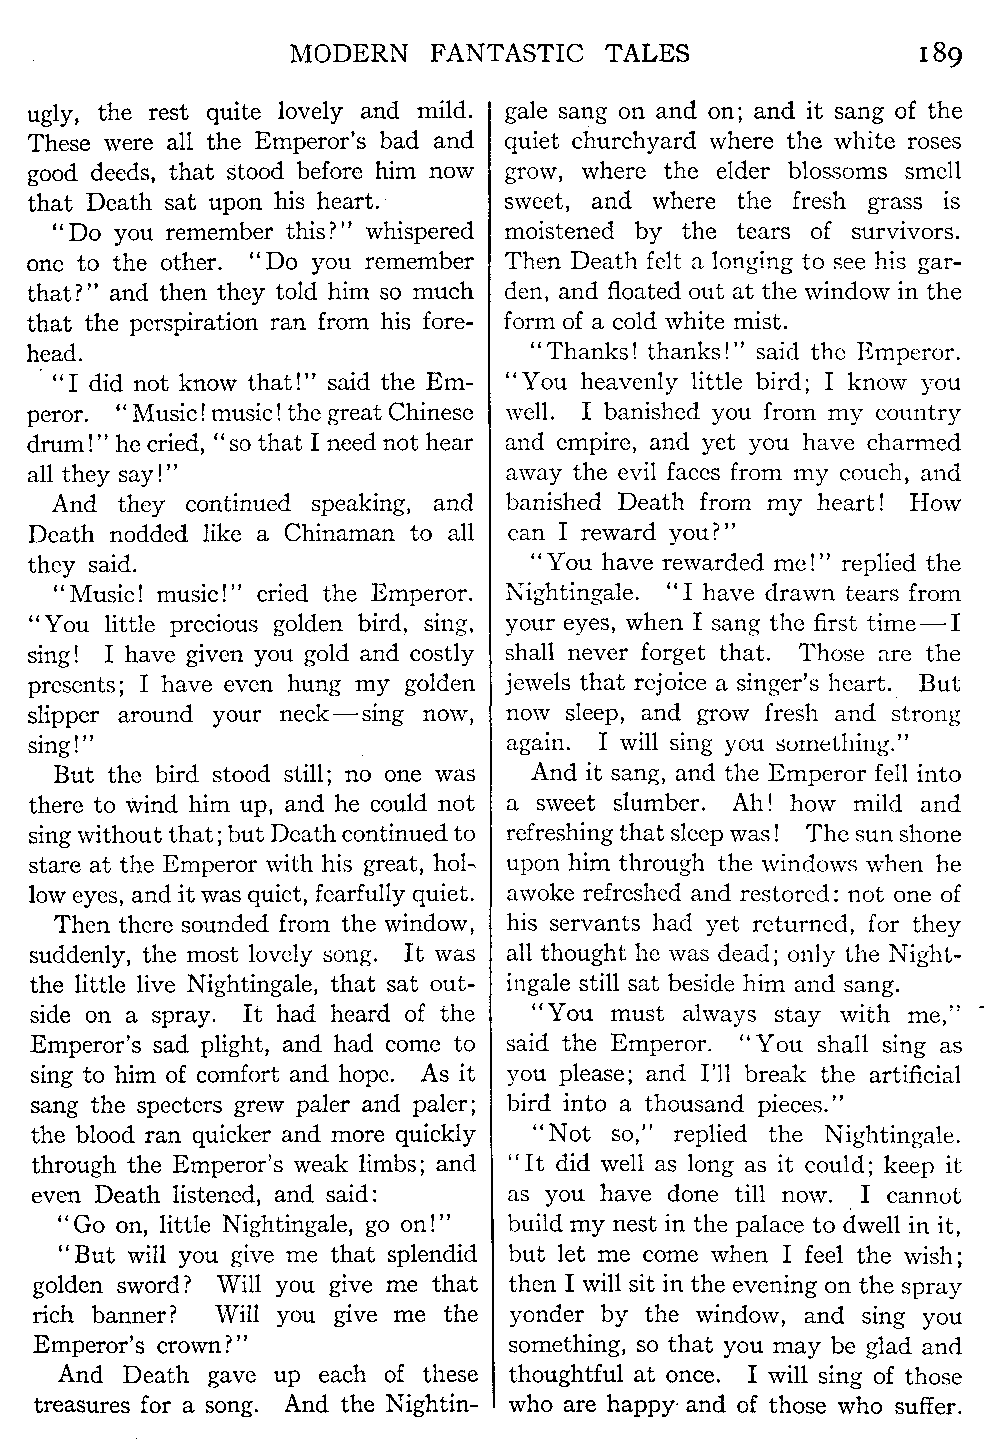 MODERN FANTASTIC TALES 189
ugly, the rest quite lovely and mild.
These were all the Emperor's bad and
good deeds, that stood before him now
that Death sat upon his heart.
"Do you remember this?" whispered
one to the other. "Do you remember
that?" and then they told him so much
that the perspiration ran from his fore-
head.
"I did not know that!" said the Em-
peror. "Music! music! the great Chinese
drum!" he cried, "so that I need not hear
all they say!"
And they continued speaking, and
Death nodded like a Chinaman to all
they said.
"Music! music!" cried the Emperor.
"You little precious golden bird, sing,
sing! I have given you gold and costly
presents; I have even hung my golden
slipper around your neck—sing now,
sing!"
But the bird stood still; no one was
there to wind him up, and he could not
sing without that; but Death continued to
stare at the Emperor with his great, hol-
low eyes, and it was quiet, fearfully quiet.
Then there sounded from the window,
suddenly, the most lovely song. It was
the little live Nightingale, that sat out-
side on a spray. It had heard of the
Emperor's sad plight, and had come to
sing to him of comfort and hope. As it
sang the specters grew paler and paler;
the blood ran quicker and more quickly
through the Emperor's weak limbs; and
even Death listened, and said:
"Go on, little Nightingale, go on!"
"But will you give me that splendid
golden sword? Will you give me that
rich banner? Will you give me the
Emperor's crown?"
And Death gave up each of these
treasures for a song. And the Nightin-
gale sang on and on; and it sang of the
quiet churchyard where the white roses
grow, where the elder blossoms smell
sweet, and where the fresh grass is
moistened by the tears of survivors.
Then Death felt a longing to see his gar-
den, and floated out at the window in the
form of a cold white mist.
"Thanks! thanks!" said the Emperor.
"You heavenly little bird; I know you
well. I banished you from my country
and empire, and yet you have charmed
away the evil faces from my couch, and
banished Death from my heart! How
can I reward you?"
"You have rewarded me!" replied the
Nightingale. "I have drawn tears from
your eyes, when I sang the first time—I
shall never forget that. Those are the
jewels that rejoice a singer's heart. But
now sleep, and grow fresh and strong
again. I will sing you something."
And it sang, and the Emperor fell into
a sweet slumber. Ah! how mild and
refreshing that sleep was! The sun shone
upon him through the windows when he
awoke refreshed and restored: not one of
his servants had yet returned, for they
all thought he was dead; only the Night-
ingale still sat beside him and sang.
"You must always stay with me,"
said the Emperor. "You shall sing as
you please; and I'll break the artificial
bird into a thousand pieces."
"Not so," replied the Nightingale.
"It did well as long as it could; keep it
as you have done till now. I cannot
build my nest in the palace to dwell in it,
but let me come when I feel the wish;
then I will sit in the evening on the spray
yonder by the window, and sing you
something, so that you may be glad and
thoughtful at once. I will sing of those
who are happy and of those who suffer.